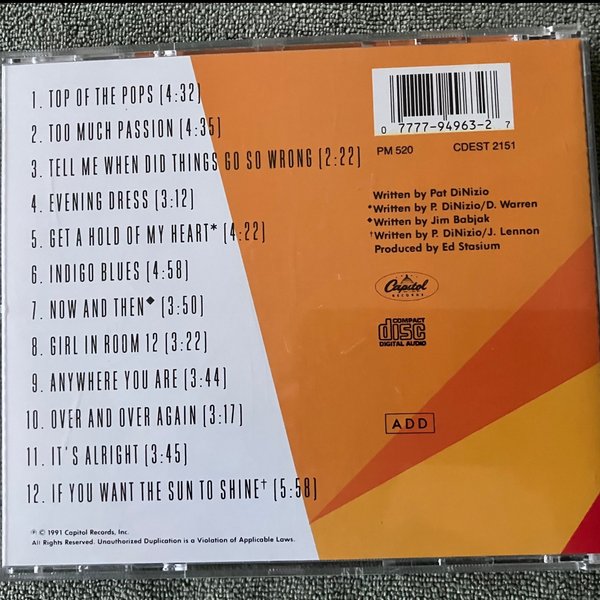 1. TOP OF THE POPS (4:32)
2. TOO MUCH PASSION (4:35)
3. TELL ME WHEN DID THINGS GO SO WRONG (2:22)
4. EVENING DRESS (3:12)
5. GET A HOLD OF MY HEART* (4:22)
6. INDIGO BLUES (4:58)
7. NOW AND THEN◆ (3:50)
8. GIRL IN ROOM 12 (3:22)
9. ANYWHERE YOU ARE (3:44)
10. OVER AND OVER AGAIN (3:17)
11. IT'S ALRIGHT (3:45)
12. IF YOU WANT THE SUN TO SHINE† (5:58)
℗ © 1991 Capitol Records, Inc.
All Rights Reserved. Unauthorized Duplication is a Violation of Applicable Laws.
0 7777-94963-2 7
PM 520 CDEST 2151
Written by Pat DiNizio
*Written by P. DiNizio/D. Warren
◆Written by Jim Babjak
†Written by P. DiNizio/J. Lennon
Produced by Ed Stasium
Capitol
RECORDS
COMPACT
disc
DIGITAL AUDIO
ADD